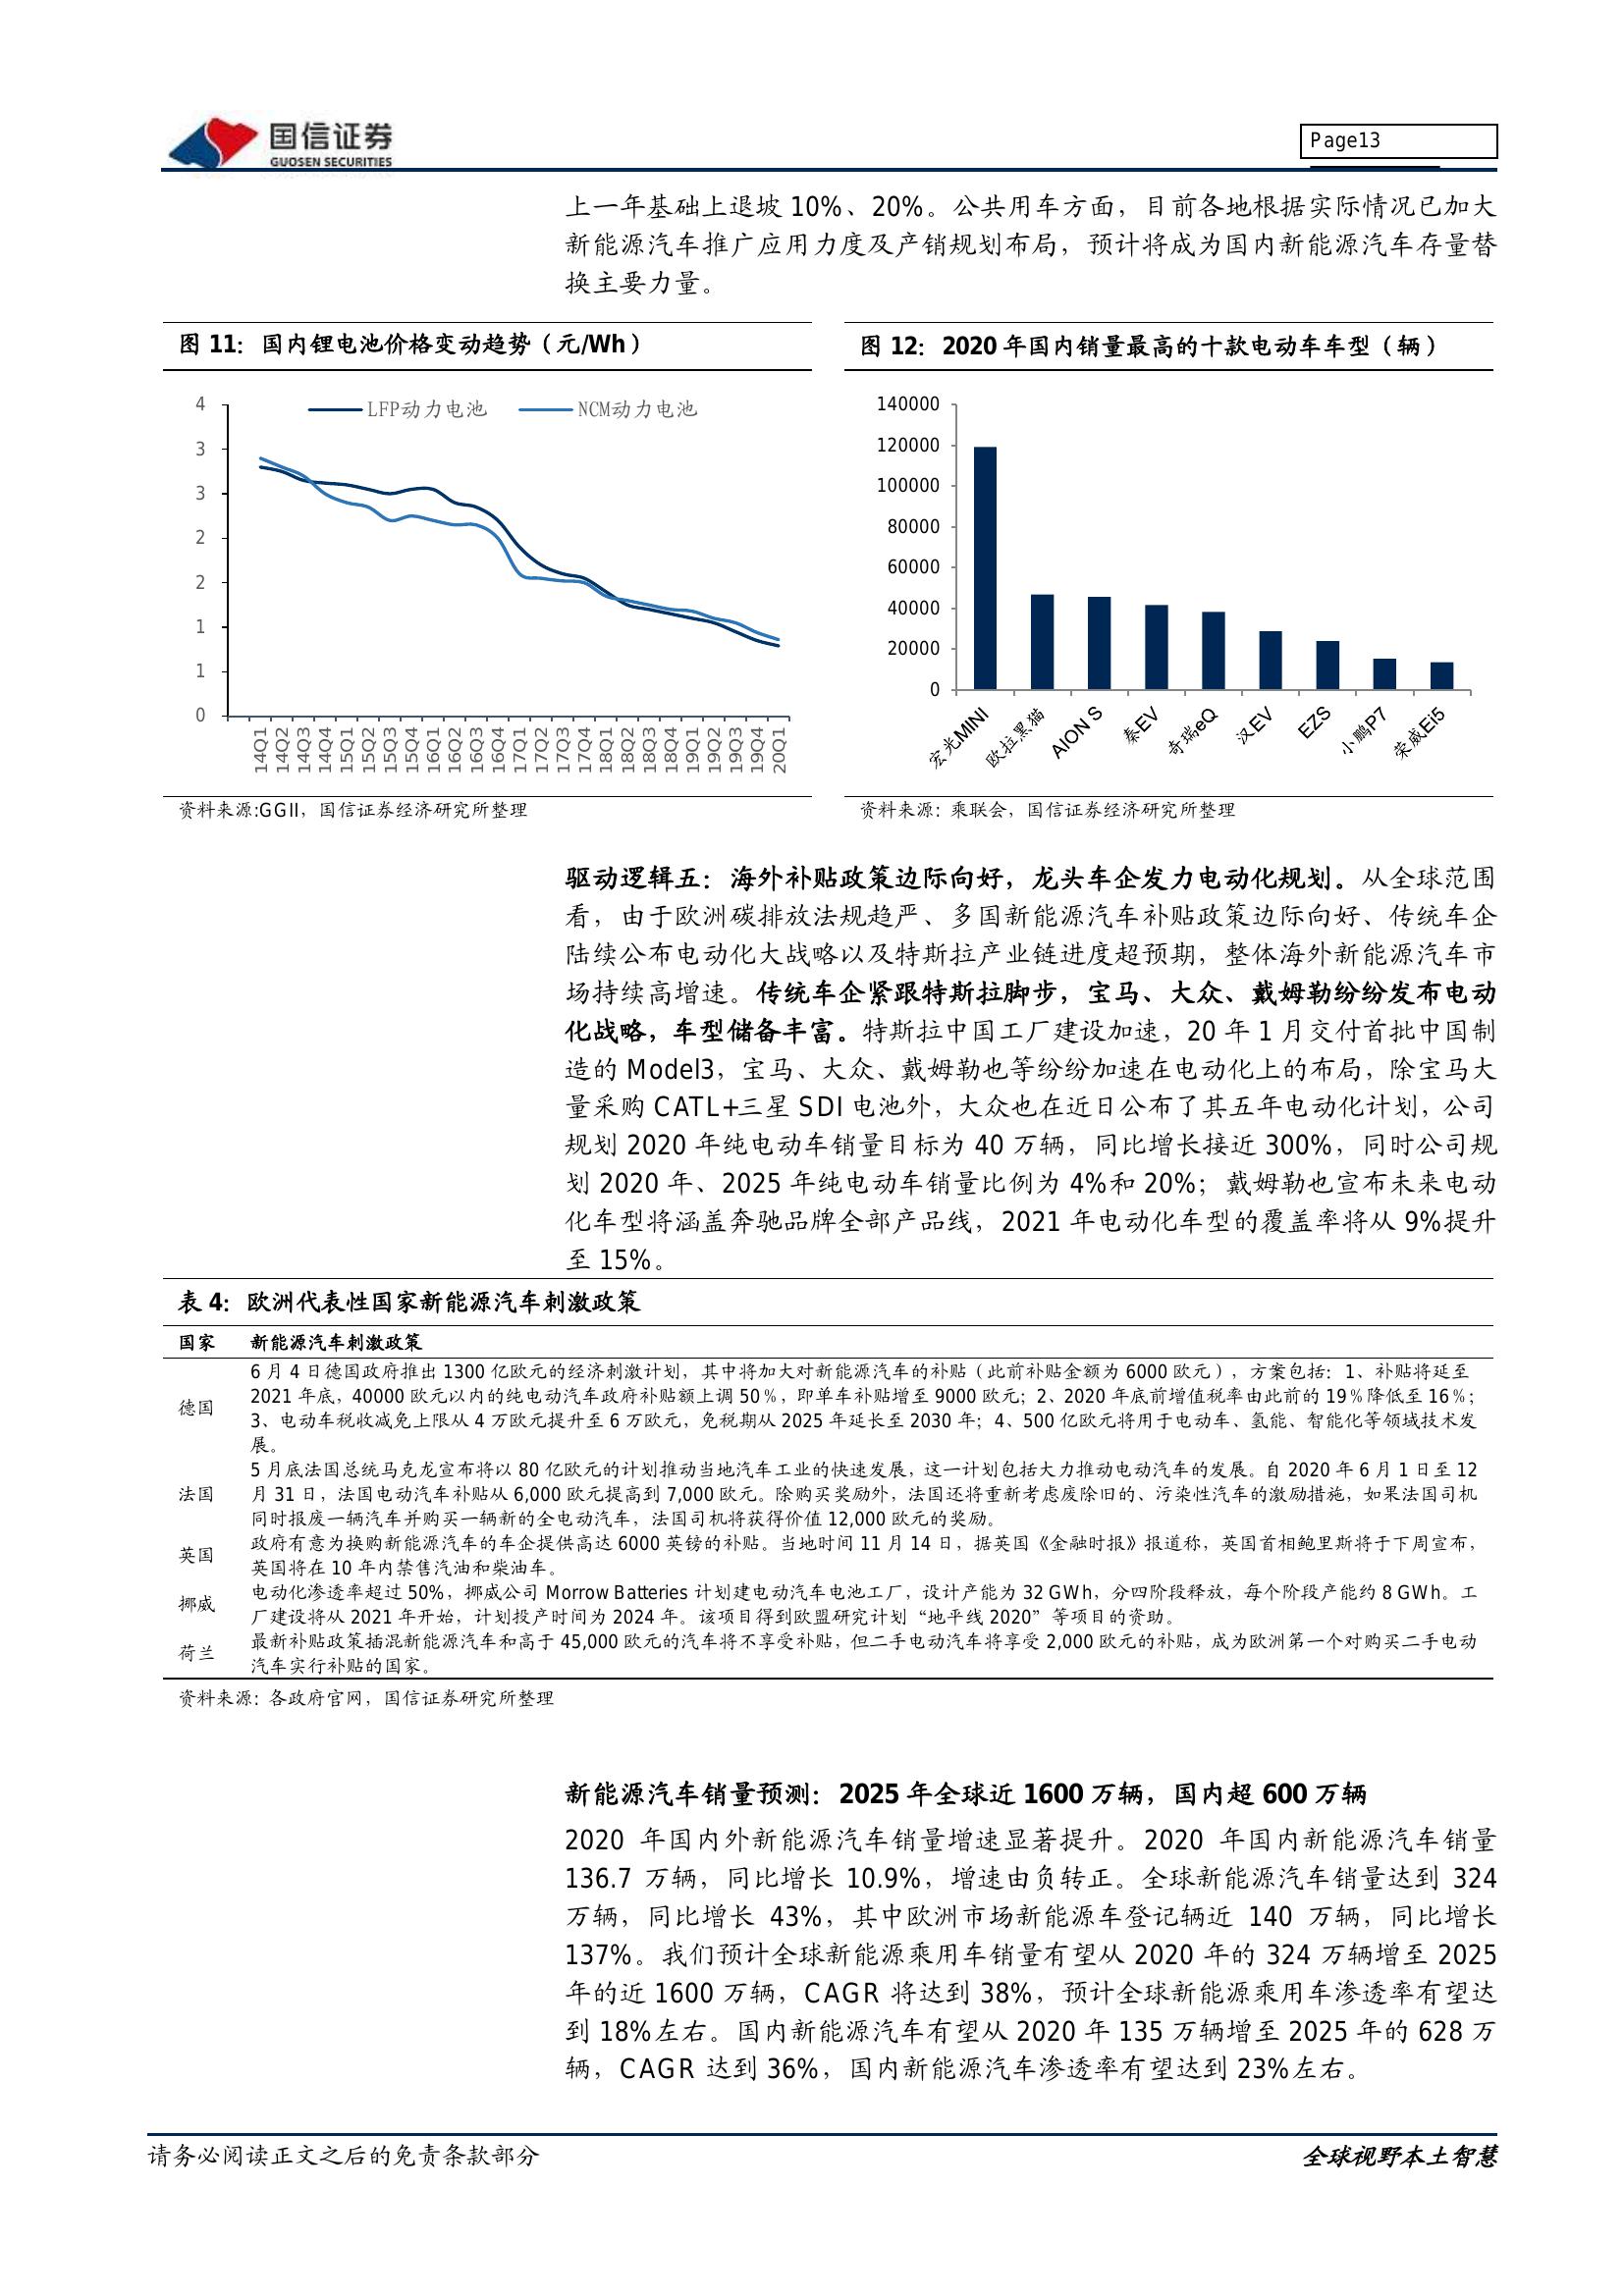 国信证券
GUOSEN SECURITIES
Page13
上一年基础上退坡 10%、20%。公共用车方面，目前各地根据实际情况已加大
新能源汽车推广应用力度及产销规划布局，预计将成为国内新能源汽车存量替
换主要力量。
图 11：国内锂电池价格变动趋势（元/Wh）
4
3
3
2
2
1
1
0
LFP动力电池
NCM动力电池
14Q1
14Q2
14Q3
14Q4
15Q1
15Q2
15Q3
15Q4
16Q1
16Q2
16Q3
16Q4
17Q1
17Q2
17Q3
17Q4
18Q1
18Q2
18Q3
18Q4
19Q1
19Q2
19Q3
19Q4
20Q1
资料来源:GGII，国信证券经济研究所整理
图 12：2020 年国内销量最高的十款电动车车型（辆）
140000
120000
100000
80000
60000
40000
20000
0
宏光MINI
欧拉黑猫
AION S
秦EV
奇瑞eQ
汉EV
EZS
小鹏P7
荣威Ei5
资料来源：乘联会，国信证券经济研究所整理
驱动逻辑五：海外补贴政策边际向好，龙头车企发力电动化规划。从全球范围
看，由于欧洲碳排放法规趋严、多国新能源汽车补贴政策边际向好、传统车企
陆续公布电动化大战略以及特斯拉产业链进度超预期，整体海外新能源汽车市
场持续高增速。传统车企紧跟特斯拉脚步，宝马、大众、戴姆勒纷纷发布电动
化战略，车型储备丰富。特斯拉中国工厂建设加速，20 年 1 月交付首批中国制
造的 Model3，宝马、大众、戴姆勒也等纷纷加速在电动化上的布局，除宝马大
量采购 CATL+三星 SDI 电池外，大众也在近日公布了其五年电动化计划，公司
规划 2020 年纯电动车销量目标为 40 万辆，同比增长接近 300%，同时公司规
划 2020 年、2025 年纯电动车销量比例为 4%和 20%；戴姆勒也宣布未来电动
化车型将涵盖奔驰品牌全部产品线，2021 年电动化车型的覆盖率将从 9%提升
至 15%。
表 4：欧洲代表性国家新能源汽车刺激政策
国家 新能源汽车刺激政策
德国
6 月 4 日德国政府推出 1300 亿欧元的经济刺激计划，其中将加大对新能源汽车的补贴（此前补贴金额为 6000 欧元），方案包括：1、补贴将延至
2021 年底，40000 欧元以内的纯电动汽车政府补贴额上调 50%，即单车补贴增至 9000 欧元；2、2020 年底前增值税率由此前的 19%降低至 16%；
3、电动车税收减免上限从 4 万欧元提升至 6 万欧元，免税期从 2025 年延长至 2030 年；4、500 亿欧元将用于电动车、氢能、智能化等领域技术发
展。
法国
5 月底法国总统马克龙宣布将以 80 亿欧元的计划推动当地汽车工业的快速发展，这一计划包括大力推动电动汽车的发展。自 2020 年 6 月 1 日至 12
月 31 日，法国电动汽车补贴从 6,000 欧元提高到 7,000 欧元。除购买奖励外，法国还将重新考虑废除旧的、污染性汽车的激励措施，如果法国司机
同时报废一辆汽车并购买一辆新的全电动汽车，法国司机将获得价值 12,000 欧元的奖励。
英国
政府有意为换购新能源汽车的车企提供高达 6000 英镑的补贴。当地时间 11 月 14 日，据英国《金融时报》报道称，英国首相鲍里斯将于下周宣布，
英国将在 10 年内禁售汽油和柴油车。
挪威
电动化渗透率超过 50%，挪威公司 Morrow Batteries 计划建电动汽车电池工厂，设计产能为 32 GWh，分四阶段释放，每个阶段产能约 8 GWh。工
厂建设将从 2021 年开始，计划投产时间为 2024 年。该项目得到欧盟研究计划“地平线 2020”等项目的资助。
荷兰
最新补贴政策插混新能源汽车和高于 45,000 欧元的汽车将不享受补贴，但二手电动汽车将享受 2,000 欧元的补贴，成为欧洲第一个对购买二手电动
汽车实行补贴的国家。
资料来源：各政府官网，国信证券研究所整理
新能源汽车销量预测：2025 年全球近 1600 万辆，国内超 600 万辆
2020 年国内外新能源汽车销量增速显著提升。2020 年国内新能源汽车销量
136.7 万辆，同比增长 10.9%，增速由负转正。全球新能源汽车销量达到 324
万辆，同比增长 43%，其中欧洲市场新能源车登记辆近 140 万辆，同比增长
137%。我们预计全球新能源乘用车销量有望从 2020 年的 324 万辆增至 2025
年的近 1600 万辆，CAGR 将达到 38%，预计全球新能源乘用车渗透率有望达
到 18%左右。国内新能源汽车有望从 2020 年 135 万辆增至 2025 年的 628 万
辆，CAGR 达到 36%，国内新能源汽车渗透率有望达到 23%左右。
请务必阅读正文之后的免责条款部分
全球视野本土智慧